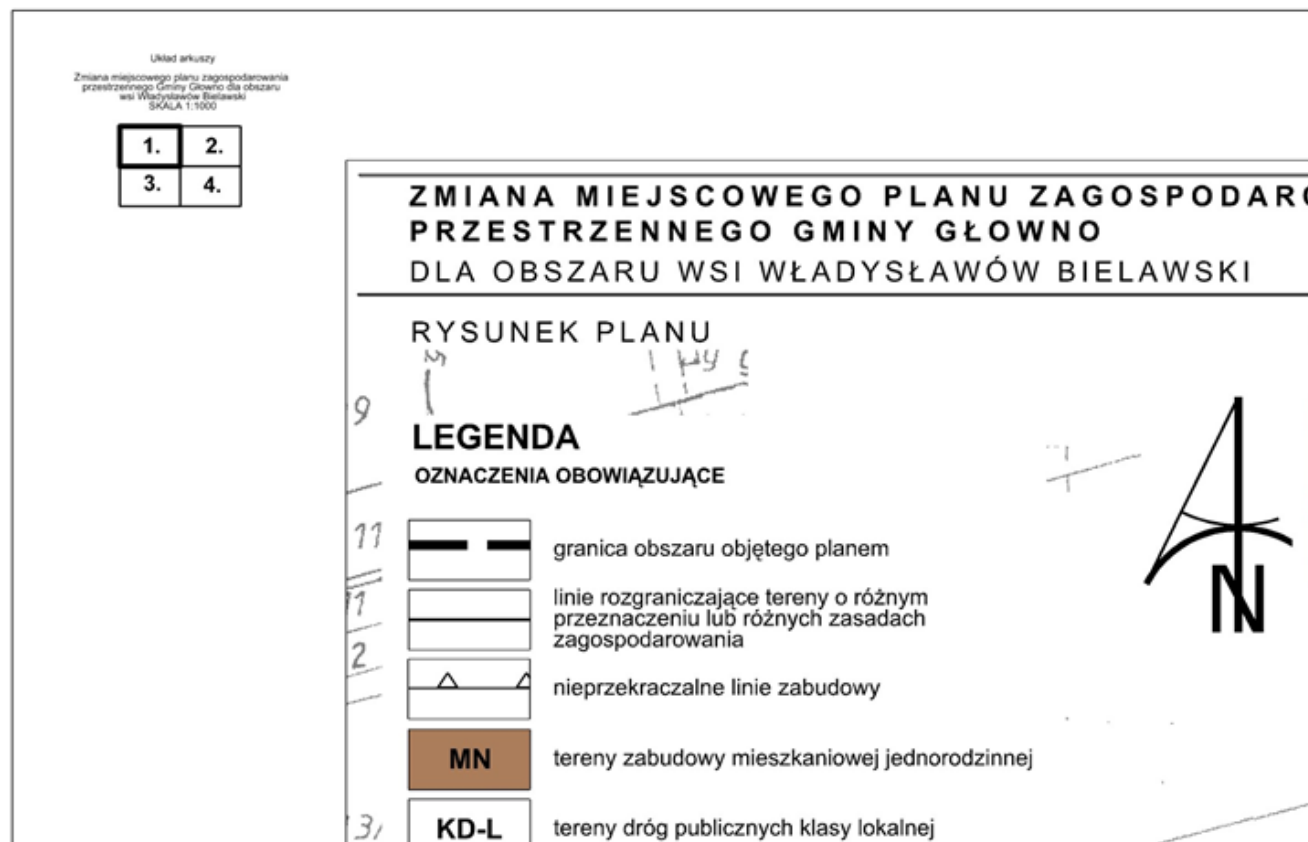 Układ arkuszy
Zmiana miejscowego planu zagospodarowania
przestrzennego Gminy Głowno dla obszaru
wsi Władysławów Bielawski
SKALA 1:1000
1. 2.
3. 4.
ZMIANA MIEJSCOWEGO PLANU ZAGOSPODARO
PRZESTRZENNEGO GMINY GŁOWNO
DLA OBSZARU WSI WŁADYSŁAWÓW BIELAWSKI
RYSUNEK PLANU
9
LEGENDA
OZNACZENIA OBOWIĄZUJĄCE
11
granica obszaru objętego planem
linie rozgraniczające tereny o różnym
przeznaczeniu lub różnych zasadach
zagospodarowania
N
2
nieprzekraczalne linie zabudowy
MN tereny zabudowy mieszkaniowej jednorodzinnej
KD-L tereny dróg publicznych klasy lokalnej